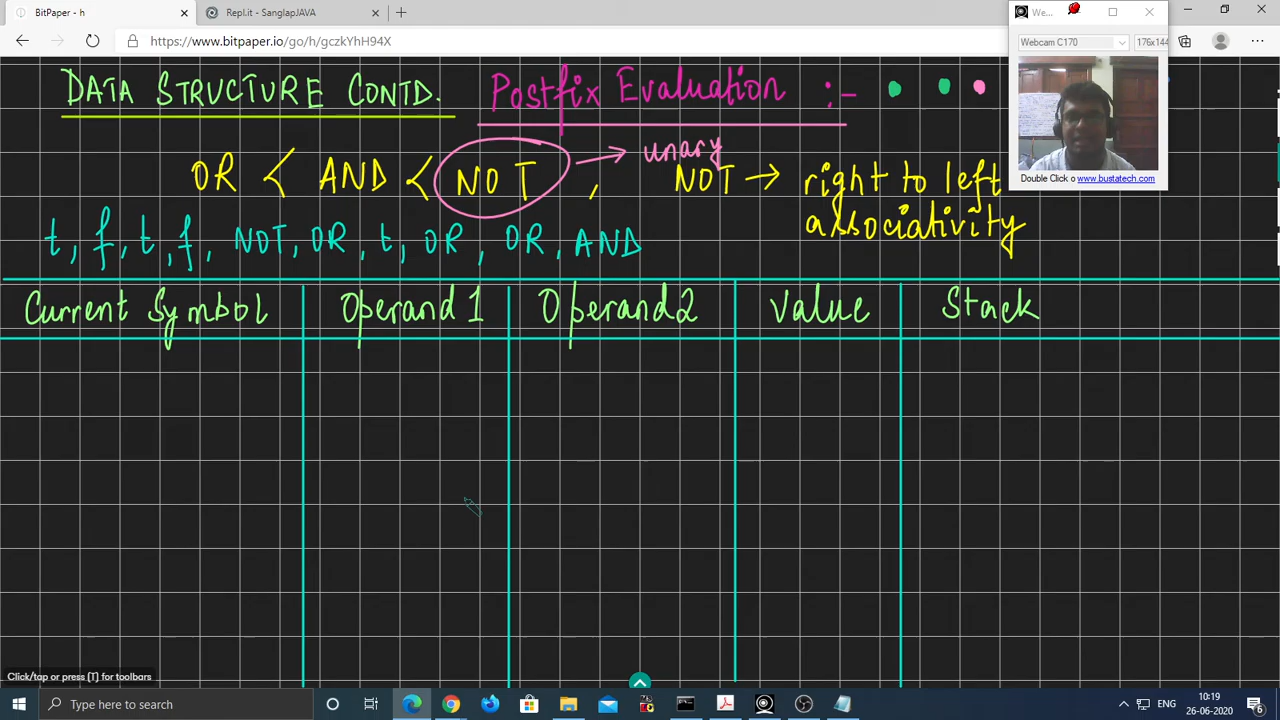 BitPaper - h
Repl.it - SanglapJAVA
https://www.bitpaper.io/go/h/gczkYhH94X
We...
Webcam C170
176x144
Double Click o www.bustatech.com
DATA STRUCTURE CONTD.
Postfix Evaluation :-
OR < AND < NOT → unary , NOT → right to left
associativity
t, f, t, f, NOT, OR, t, OR, OR, AND
Current Symbol Operand 1 Operand2 Value Stack
Click/tap or press [T] for toolbars
Type here to search
ENG
10:19
26-06-2020
6